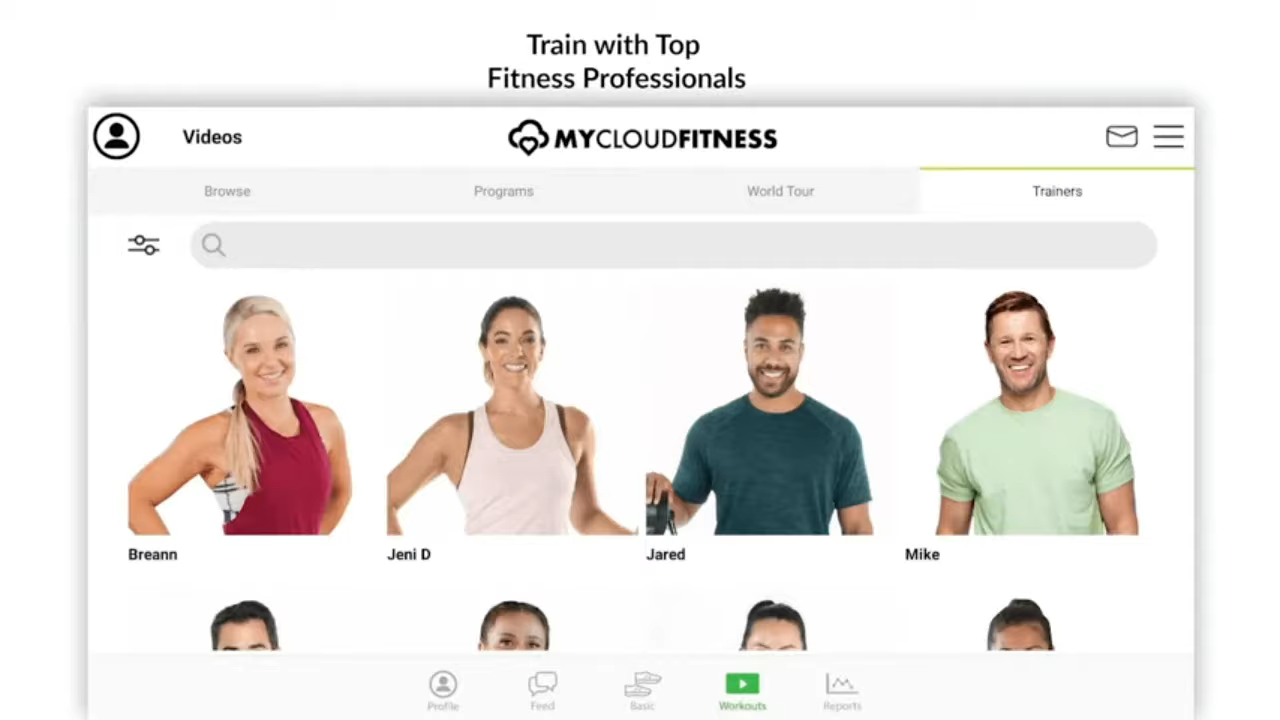 Train with Top
Fitness Professionals
Videos
MYCLOUDFITNESS
Browse
Programs
World Tour
Trainers
Breann
Jeni D
Jared
Mike
Profile
Feed
Basic
Workouts
Reports